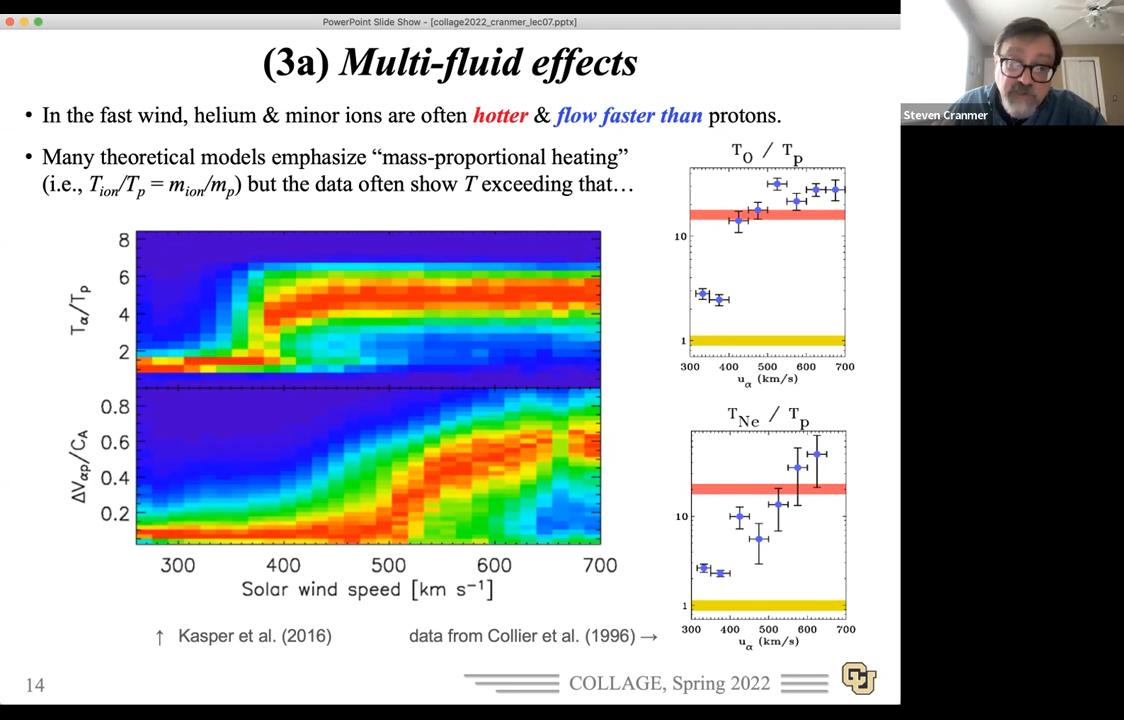 PowerPoint Slide Show - [collage2022_cranmer_lec07.pptx]
(3a) Multi-fluid effects
• In the fast wind, helium & minor ions are often hotter & flow faster than protons.
• Many theoretical models emphasize “mass-proportional heating”
(i.e., Tion/Tp = mion/mp) but the data often show T exceeding that…
Steven Cranmer
TO / Tp
10
1
300 400 500 600 700
uα (km/s)
8
6
4
2
Tα/Tp
0.8
0.6
0.4
0.2
ΔVαp/CA
300 400 500 600 700
Solar wind speed [km s−1]
TNe / Tp
10
1
300 400 500 600 700
uα (km/s)
↑ Kasper et al. (2016)
data from Collier et al. (1996) →
14
COLLAGE, Spring 2022
CU